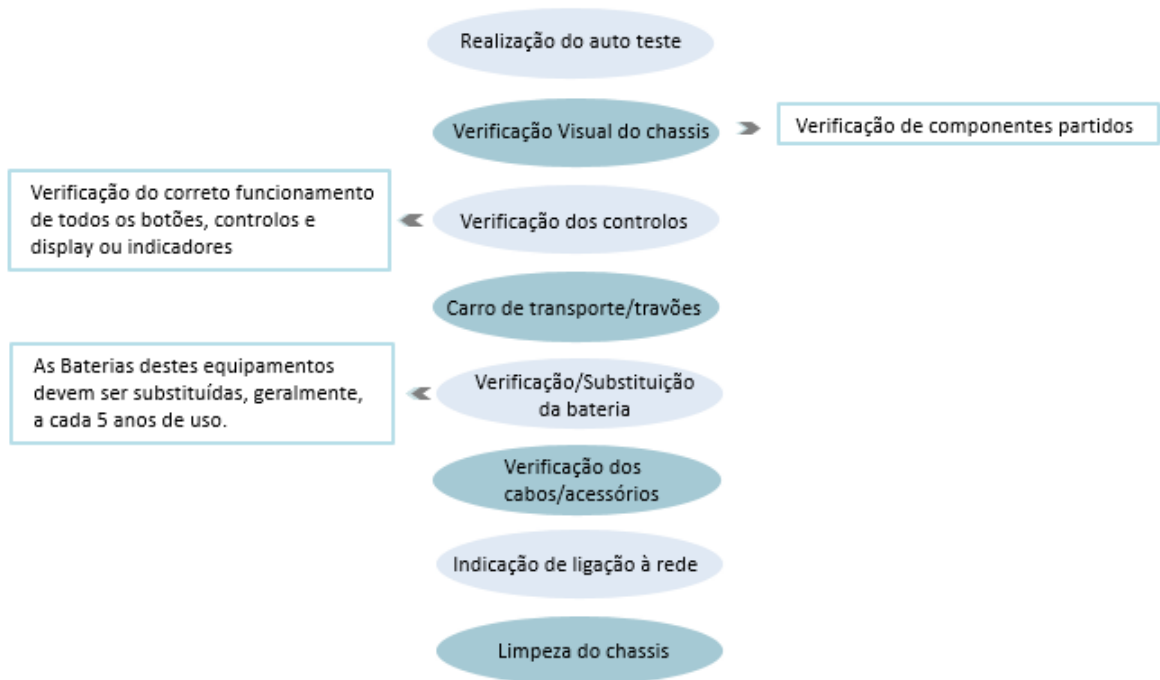 Realização do auto teste
Verificação Visual do chassis
Verificação de componentes partidos
Verificação do correto funcionamento
de todos os botões, controlos e
display ou indicadores
Verificação dos controlos
Carro de transporte/travões
As Baterias destes equipamentos
devem ser substituídas, geralmente,
a cada 5 anos de uso.
Verificação/Substituição
da bateria
Verificação dos
cabos/acessórios
Indicação de ligação à rede
Limpeza do chassis